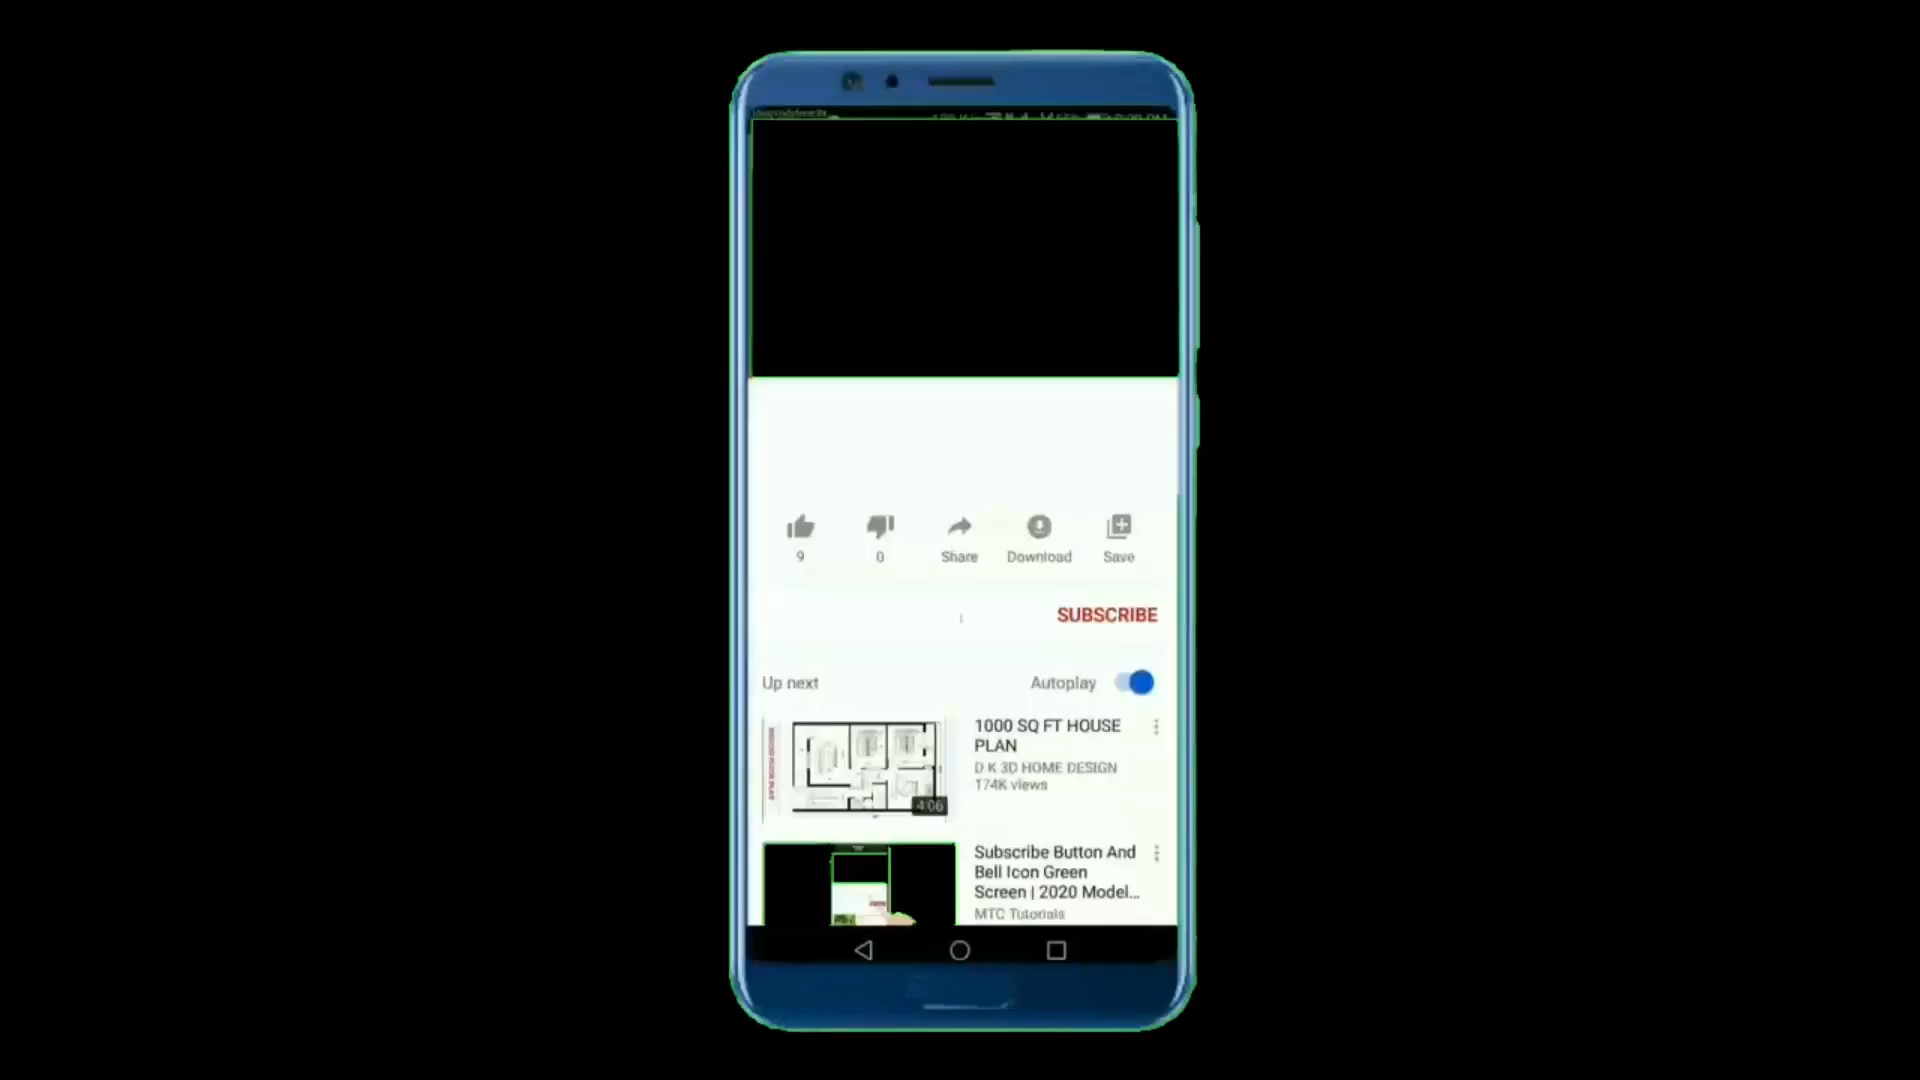 9
0
Share
Download
Save
SUBSCRIBE
Up next
Autoplay
1000 SQ FT HOUSE
PLAN
D K 3D HOME DESIGN
174K views
4:06
Subscribe Button And
Bell Icon Green
Screen | 2020 Model...
MTC Tutorials